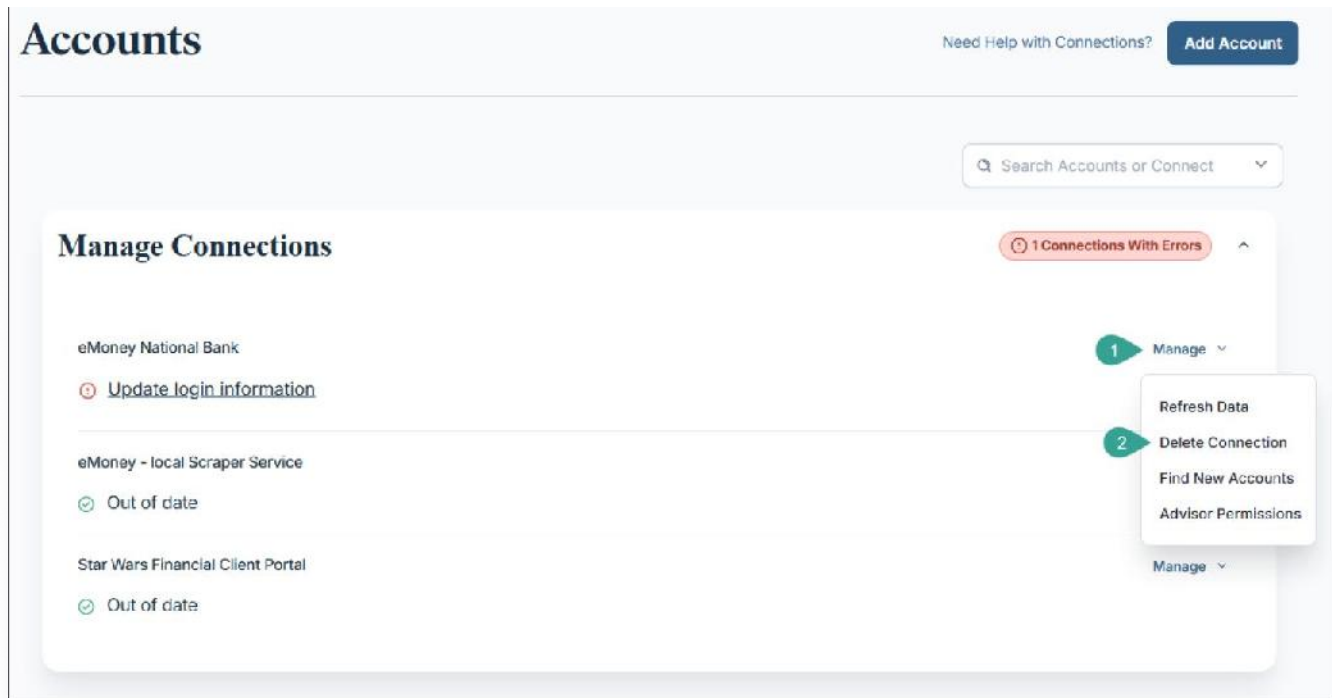 Accounts
Need Help with Connections?
Add Account
Search Accounts or Connect
Manage Connections
1 Connections With Errors
eMoney National Bank
1
Manage
Update login information
Refresh Data
2
Delete Connection
eMoney - local Scraper Service
Find New Accounts
Out of date
Advisor Permissions
Star Wars Financial Client Portal
Manage
Out of date